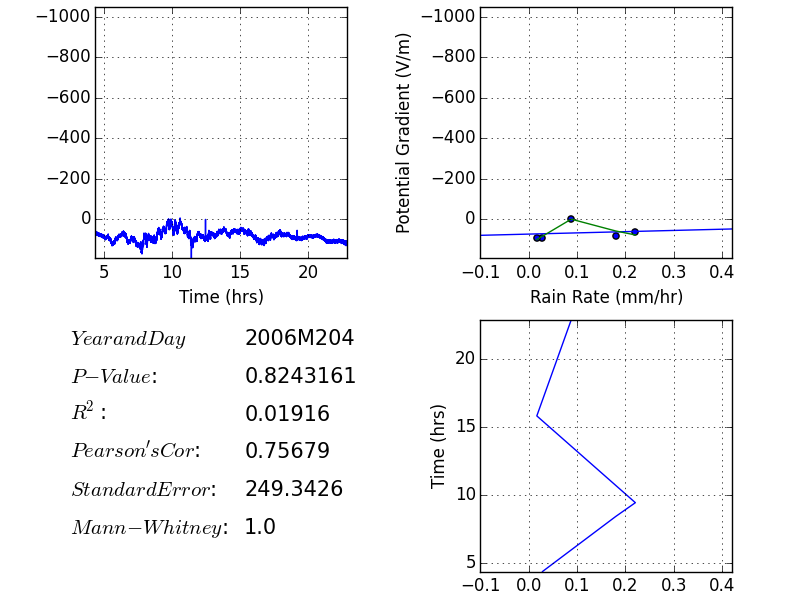 −1000
−800
−600
−400
−200
0
5 10 15 20
Time (hrs)
Potential Gradient (V/m)
−1000
−800
−600
−400
−200
0
−0.1 0.0 0.1 0.2 0.3 0.4
Rain Rate (mm/hr)
YearandDay 2006M204
P−Value: 0.8243161
R²: 0.01916
Pearson'sCor: 0.75679
StandardError: 249.3426
Mann−Whitney: 1.0
Time (hrs)
20
15
10
5
−0.1 0.0 0.1 0.2 0.3 0.4